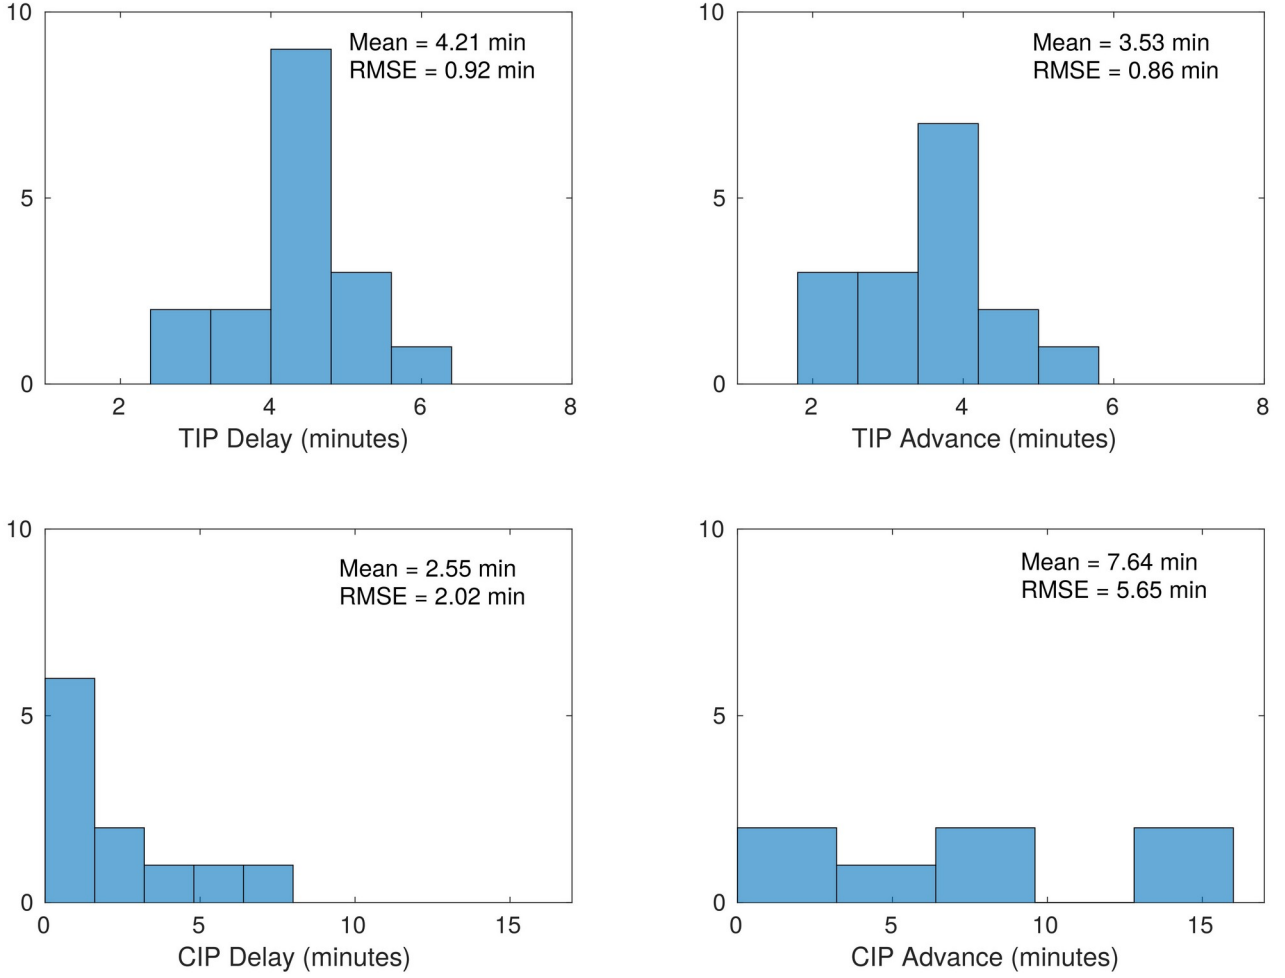 10
5
0
Mean = 4.21 min
RMSE = 0.92 min
2 4 6 8
TIP Delay (minutes)
10
5
0
Mean = 3.53 min
RMSE = 0.86 min
2 4 6 8
TIP Advance (minutes)
10
5
0
Mean = 2.55 min
RMSE = 2.02 min
0 5 10 15
CIP Delay (minutes)
10
5
0
Mean = 7.64 min
RMSE = 5.65 min
0 5 10 15
CIP Advance (minutes)